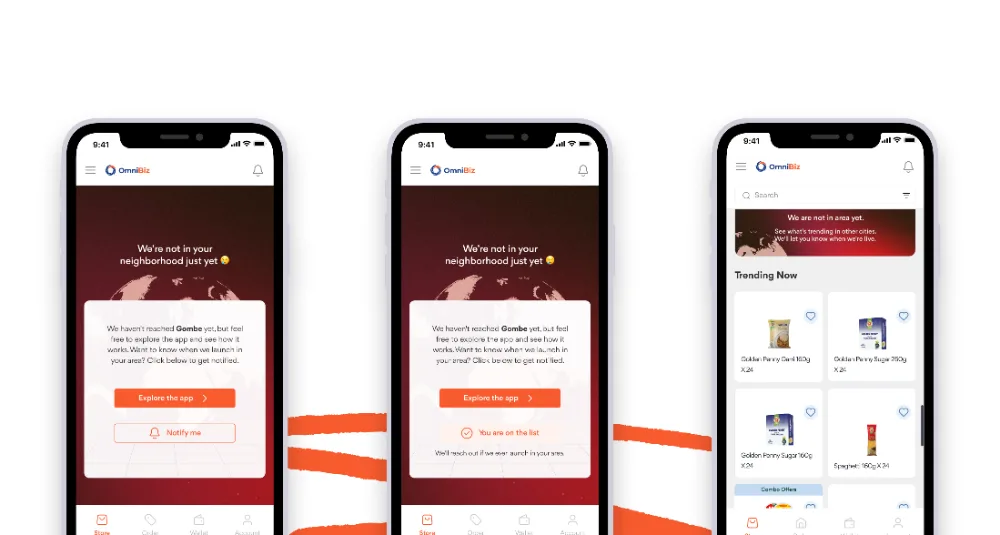 9:41
OmniBiz
We're not in your
neighborhood just yet 😔
We haven't reached Gombe yet, but feel
free to explore the app and see how it
works. Want to know when we launch in
your area? Click below to get notified.
Explore the app
Notify me
Store
Order
Wallet
Account
9:41
OmniBiz
We're not in your
neighborhood just yet 😔
We haven't reached Gombe yet, but feel
free to explore the app and see how it
works. Want to know when we launch in
your area? Click below to get notified.
Explore the app
You are on the list
We'll reach out if we ever launch in your area.
Store
Order
Wallet
Account
9:41
OmniBiz
Search
We are not in area yet.
See what's trending in other cities.
We'll let you know when we're live.
Trending Now
Golden Penny Garri 160g
X 24
Golden Penny Sugar 250g
X 24
Golden Penny Sugar 160g
X 24
Spaghetti 160g X 24
Combo Offers